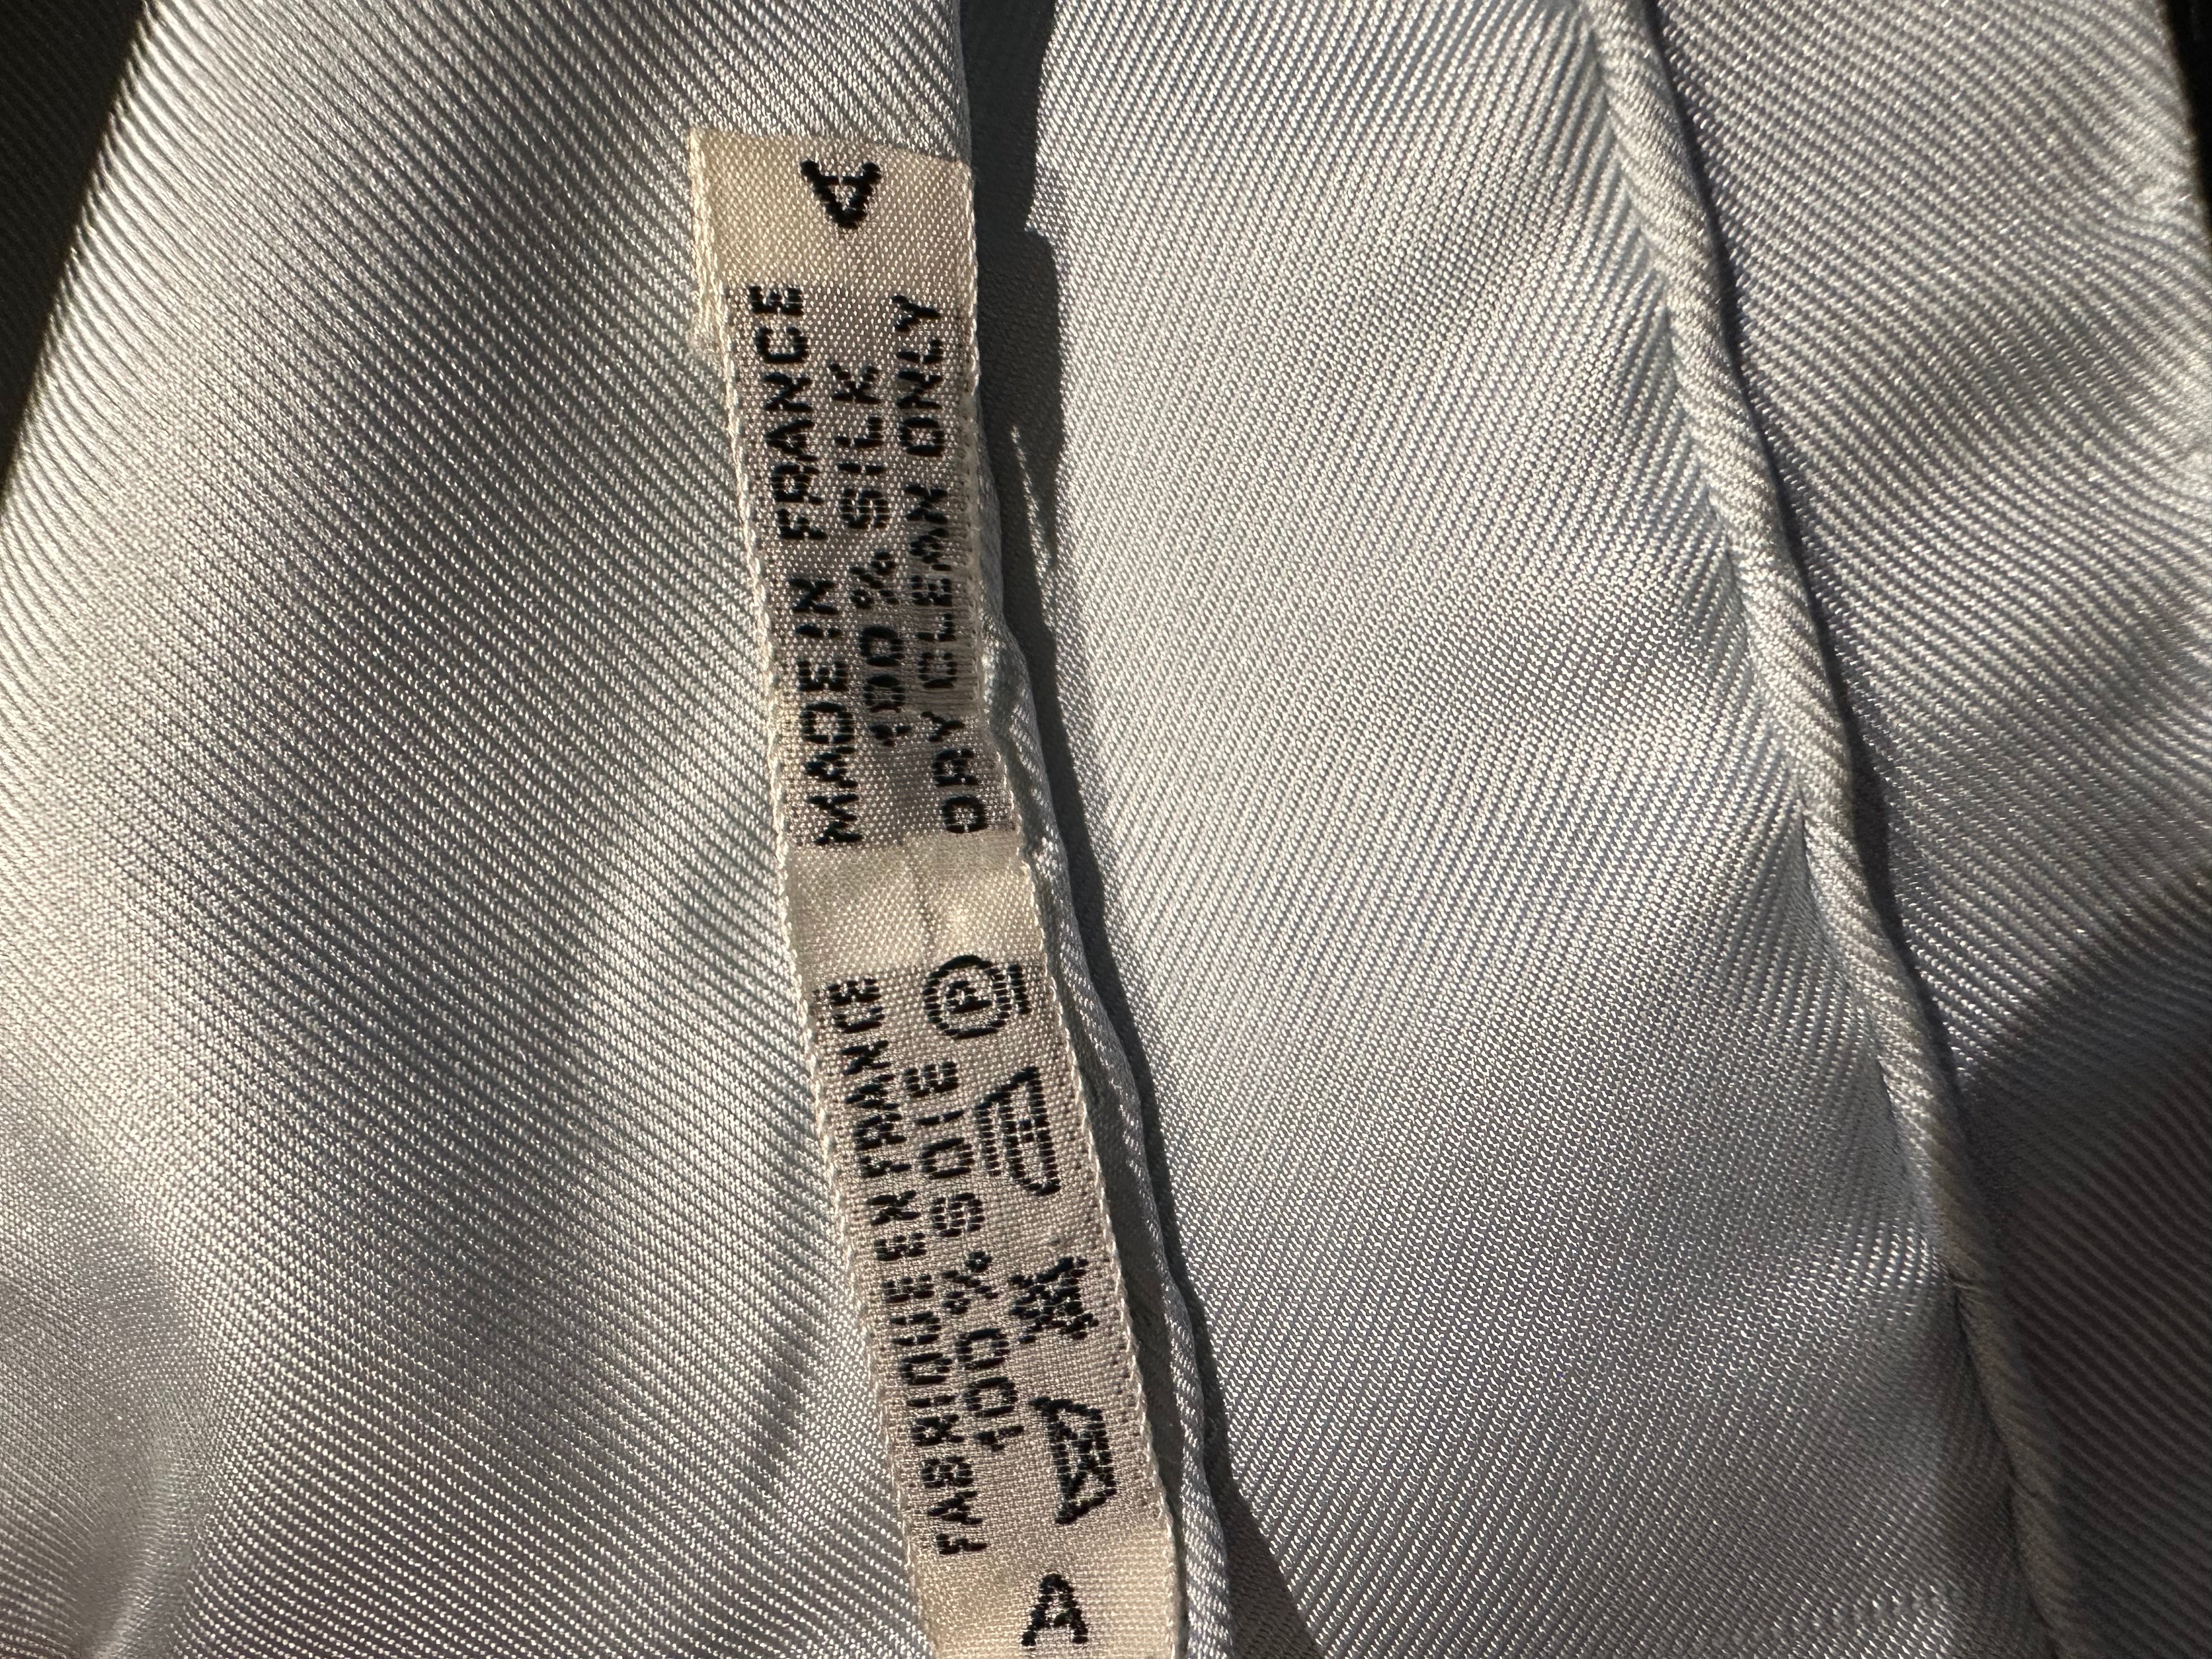 A
MADE IN FRANCE
100 % SILK
DRY CLEAN ONLY
FABRIQUE EN FRANCE
100 % SOIE
P
A